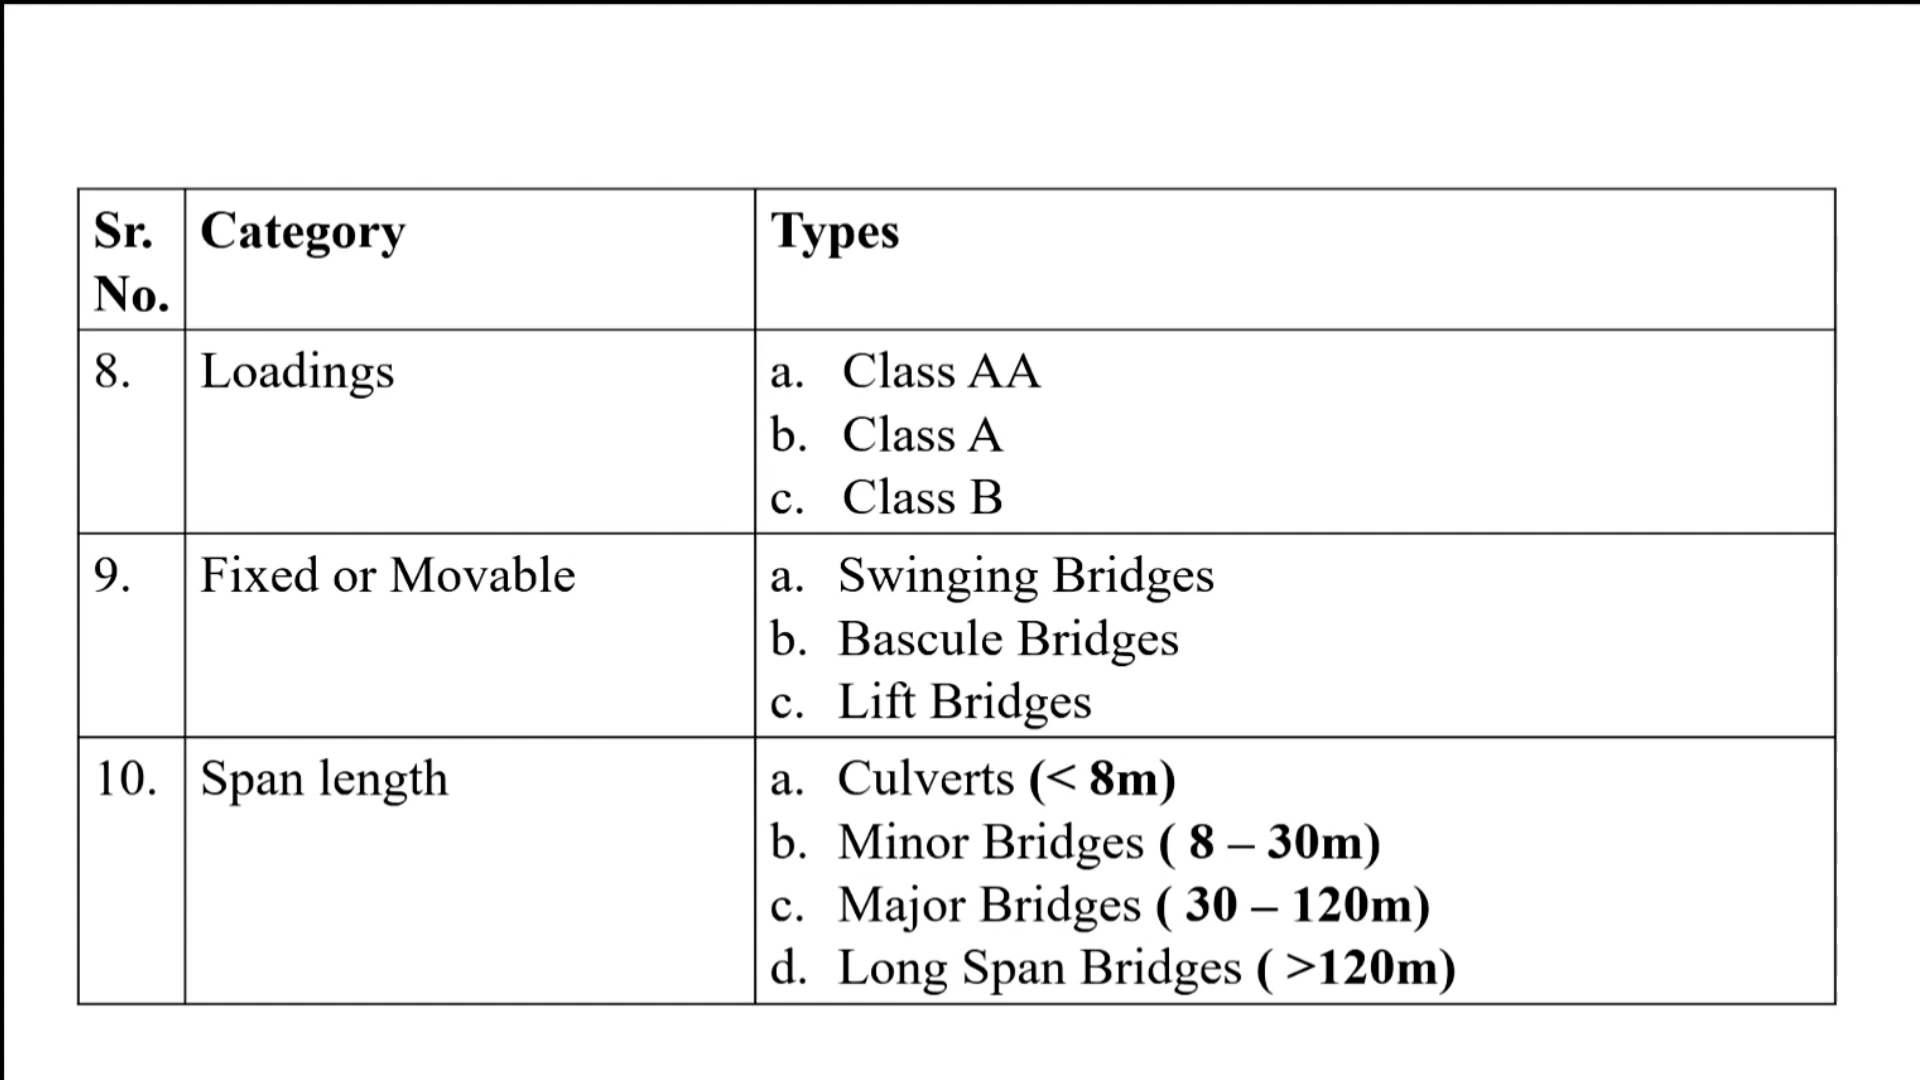 Sr. No. Category Types
8. Loadings a. Class AA
b. Class A
c. Class B
9. Fixed or Movable a. Swinging Bridges
b. Bascule Bridges
c. Lift Bridges
10. Span length a. Culverts (< 8m)
b. Minor Bridges ( 8 – 30m)
c. Major Bridges ( 30 – 120m)
d. Long Span Bridges ( >120m)